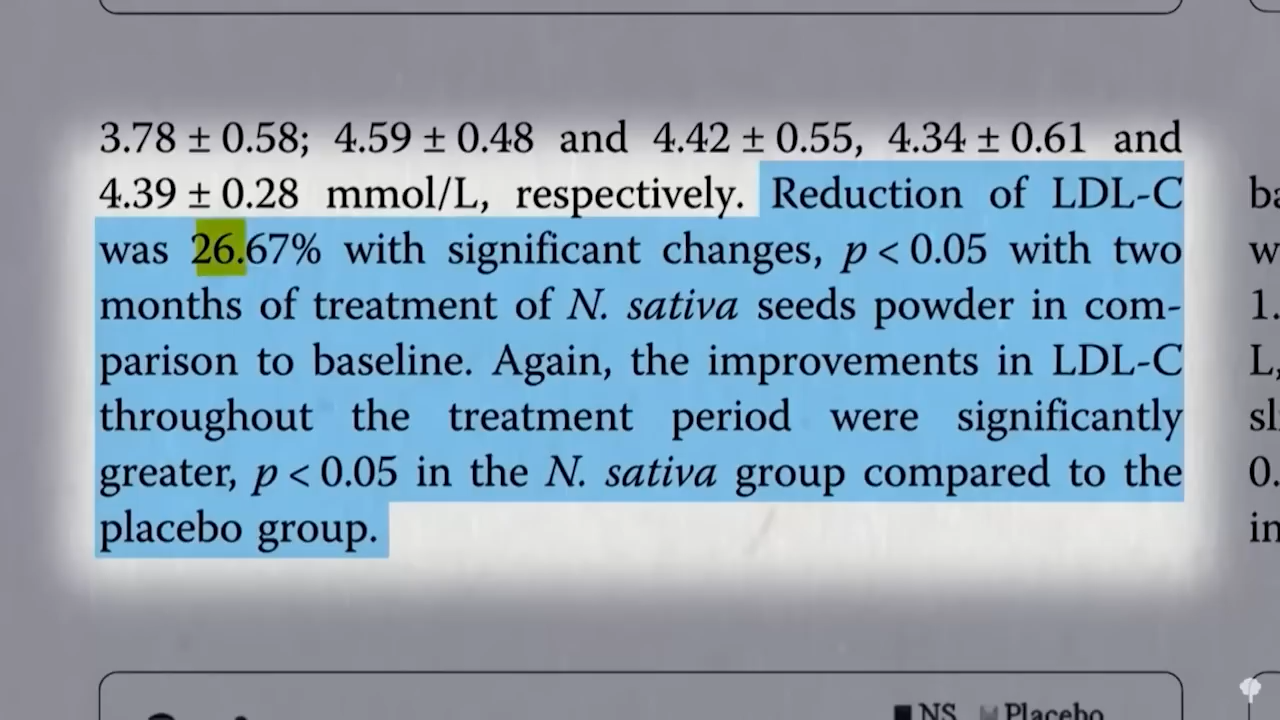 3.78 ± 0.58; 4.59 ± 0.48 and 4.42 ± 0.55, 4.34 ± 0.61 and
4.39 ± 0.28 mmol/L, respectively. Reduction of LDL-C
was 26.67% with significant changes, p < 0.05 with two
months of treatment of N. sativa seeds powder in com-
parison to baseline. Again, the improvements in LDL-C
throughout the treatment period were significantly
greater, p < 0.05 in the N. sativa group compared to the
placebo group.
1.
L,
0.
in
NS Placebo